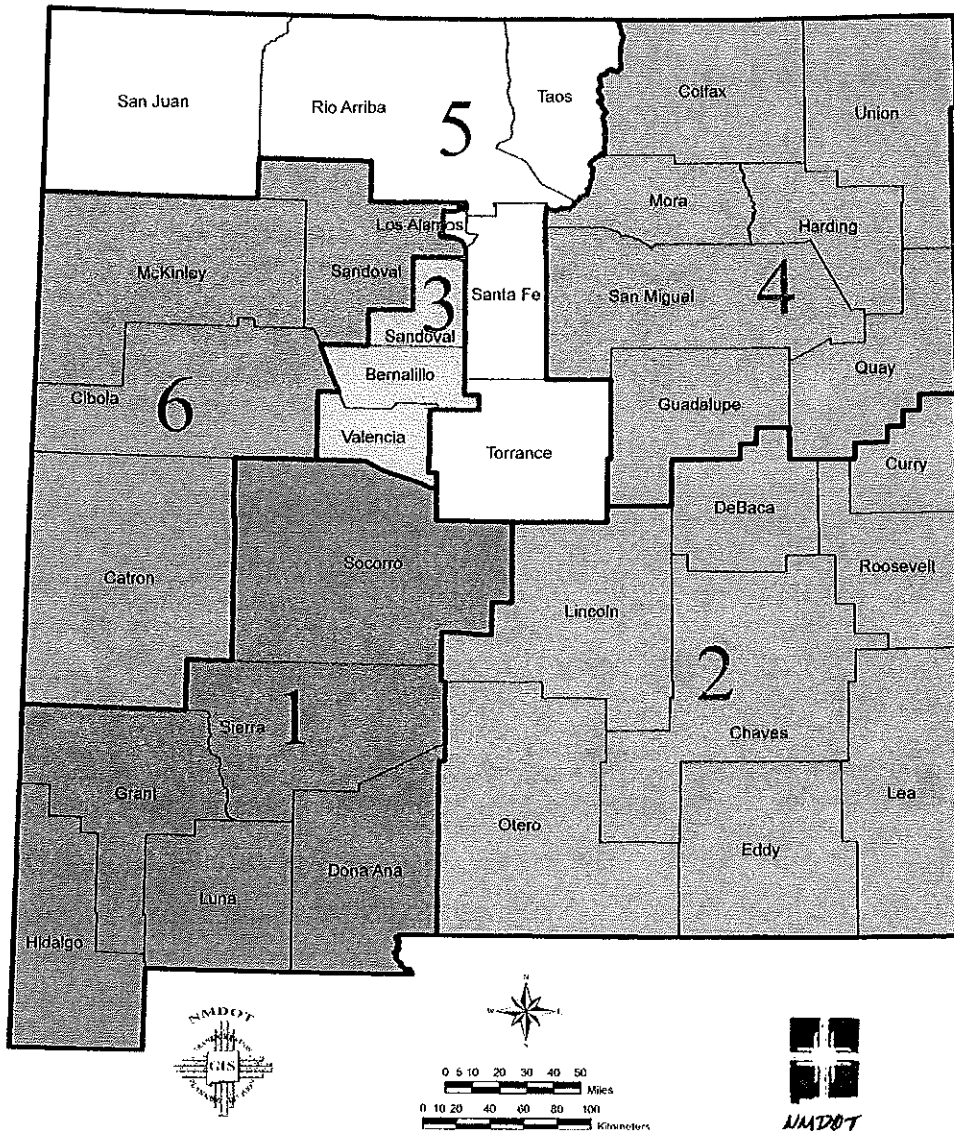 San Juan
Rio Arriba
Taos
Colfax
Union
5
Mora
Harding
Los Alamos
McKinley
Sandoval
3
Santa Fe
San Miguel
4
Sandoval
Bernalillo
Quay
Cibola
6
Guadalupe
Valencia
Torrance
Curry
DeBaca
Catron
Socorro
Roosevelt
Lincoln
2
1
Sierra
Chaves
Grant
Lea
Otero
Eddy
Dona Ana
Luna
Hidalgo
NMDOT
GIS
N
W
E
S
0 5 10 20 30 40 50
Miles
0 10 20 40 60 80 100
Kilometers
NMDOT